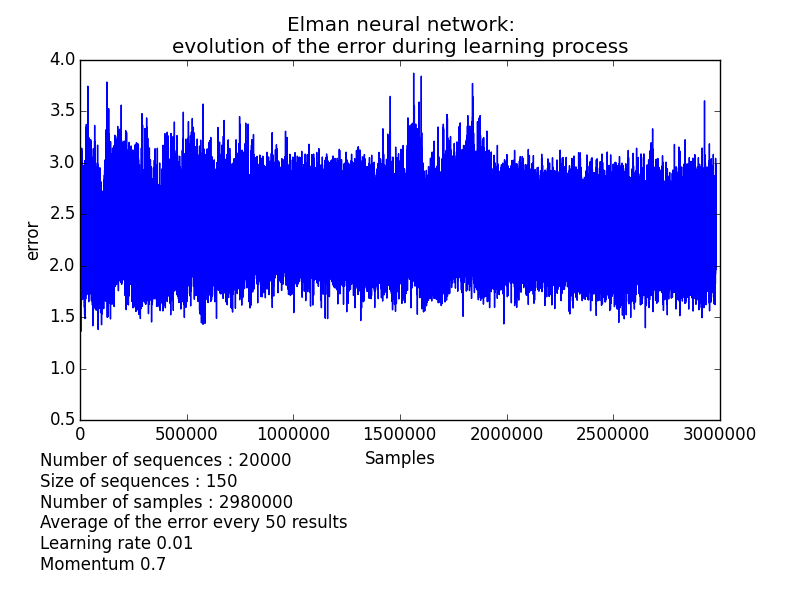 Elman neural network:
evolution of the error during learning process
4.0
3.5
3.0
2.5
2.0
1.5
1.0
0.5
error
0 500000 1000000 1500000 2000000 2500000 3000000
Samples
Number of sequences : 20000
Size of sequences : 150
Number of samples : 2980000
Average of the error every 50 results
Learning rate 0.01
Momentum 0.7